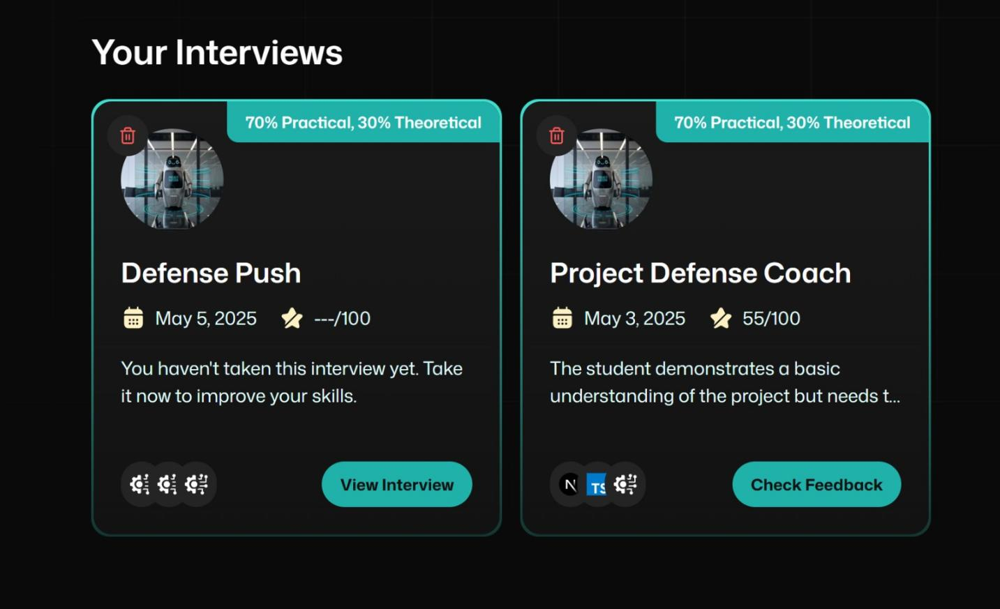 Your Interviews
70% Practical, 30% Theoretical
Defense Push
May 5, 2025 ---/100
You haven't taken this interview yet. Take
it now to improve your skills.
View Interview
70% Practical, 30% Theoretical
Project Defense Coach
May 3, 2025 55/100
The student demonstrates a basic
understanding of the project but needs t...
N TS
Check Feedback